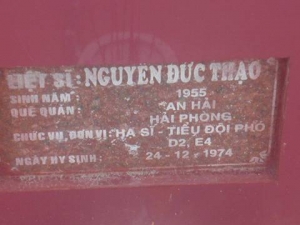 LIỆT SĨ: NGUYỄN ĐỨC THẠO
SINH NĂM: 1955
QUÊ QUÁN: AN HẢI
HẢI PHÒNG
CHỨC VỤ, ĐƠN VỊ: HẠ SĨ - TIỂU ĐỘI PHÓ
D2, E4
NGÀY HY SINH: 24 - 12 - 1974